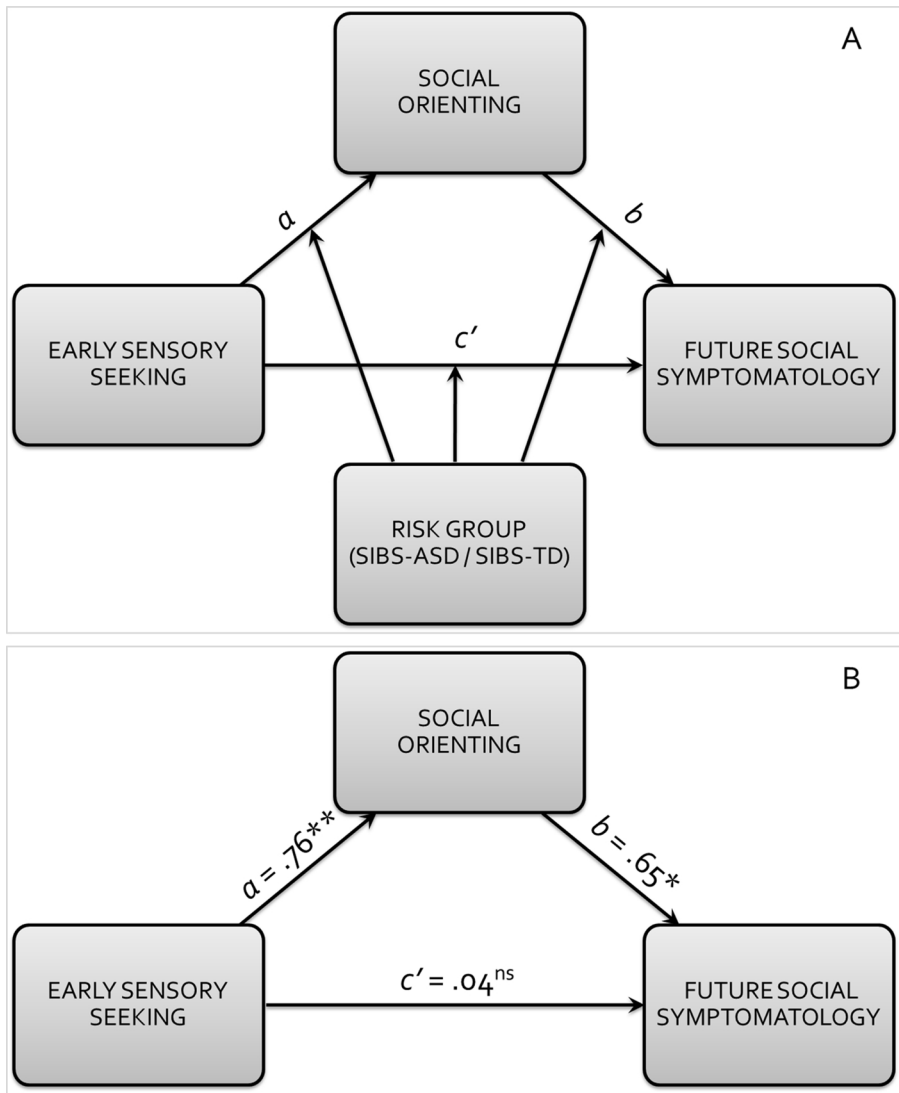 A
SOCIAL
ORIENTING
a
b
EARLY SENSORY
SEEKING
c′
FUTURE SOCIAL
SYMPTOMATOLOGY
RISK GROUP
(SIBS-ASD / SIBS-TD)
B
SOCIAL
ORIENTING
a = .76**
b = .65*
EARLY SENSORY
SEEKING
c′ = .04ns
FUTURE SOCIAL
SYMPTOMATOLOGY